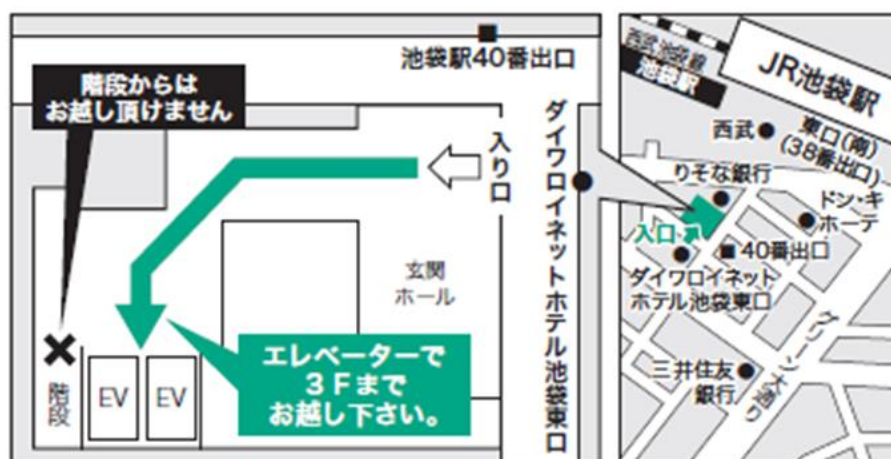 池袋駅40番出口
階段からは
お越し頂けません
入り口
ダイワロイネットホテル池袋東口
玄関
ホール
エレベーターで
3Fまで
お越し下さい。
階段
EV
EV
西武池袋線
池袋駅
JR池袋駅
西武
東口(南)
(38番出口)
りそな銀行
ドン・キ
ホーテ
入口
40番出口
ダイワロイネット
ホテル池袋東口
グリーン大通り
三井住友
銀行